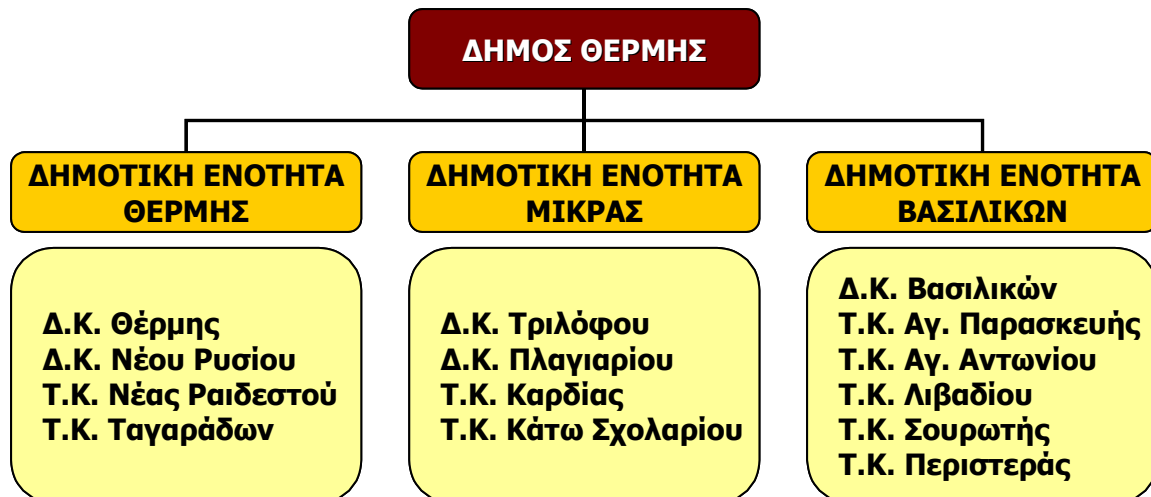 ΔΗΜΟΣ ΘΕΡΜΗΣ
ΔΗΜΟΤΙΚΗ ΕΝΟΤΗΤΑ
ΘΕΡΜΗΣ
Δ.Κ. Θέρμης
Δ.Κ. Νέου Ρυσίου
Τ.Κ. Νέας Ραιδεστού
Τ.Κ. Ταγαράδων
ΔΗΜΟΤΙΚΗ ΕΝΟΤΗΤΑ
ΜΙΚΡΑΣ
Δ.Κ. Τριλόφου
Δ.Κ. Πλαγιαρίου
Τ.Κ. Καρδίας
Τ.Κ. Κάτω Σχολαρίου
ΔΗΜΟΤΙΚΗ ΕΝΟΤΗΤΑ
ΒΑΣΙΛΙΚΩΝ
Δ.Κ. Βασιλικών
Τ.Κ. Αγ. Παρασκευής
Τ.Κ. Αγ. Αντωνίου
Τ.Κ. Λιβαδίου
Τ.Κ. Σουρωτής
Τ.Κ. Περιστεράς